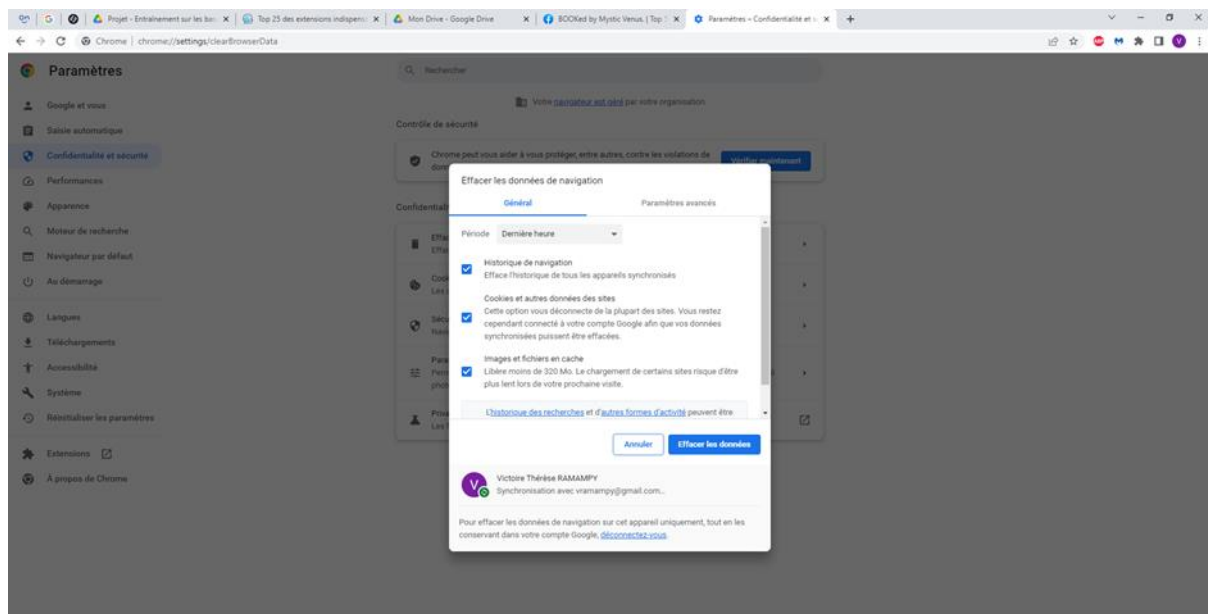 Projet - Entraînement sur les bas
Top 25 des extensions indispens
Mon Drive - Google Drive
BOOKed by Mystic Venus. | Top
Paramètres – Confidentialité et s
Chrome | chrome://settings/clearBrowserData
Paramètres
Rechercher
Google et vous
Saisie automatique
Confidentialité et sécurité
Performances
Apparence
Moteur de recherche
Navigateur par défaut
Au démarrage
Langues
Téléchargements
Accessibilité
Système
Réinitialiser les paramètres
Extensions
À propos de Chrome
Votre navigateur est géré par votre organisation
Contrôle de sécurité
Chrome peut vous aider à vous protéger, entre autres, contre les violations de
Vérifier maintenant
Effacer les données de navigation
Général
Paramètres avancés
Période
Dernière heure
Historique de navigation
Efface l'historique de tous les appareils synchronisés
Cookies et autres données des sites
Cette option vous déconnecte de la plupart des sites. Vous restez
cependant connecté à votre compte Google afin que vos données
synchronisées puissent être effacées.
Images et fichiers en cache
Libère moins de 320 Mo. Le chargement de certains sites risque d'être
plus lent lors de votre prochaine visite.
L'historique des recherches et d'autres formes d'activité peuvent être
Annuler
Effacer les données
V
Victoire Thérèse RAMAMPY
Synchronisation avec vramampy@gmail.com...
Pour effacer les données de navigation sur cet appareil uniquement, tout en les
conservant dans votre compte Google, déconnectez-vous.